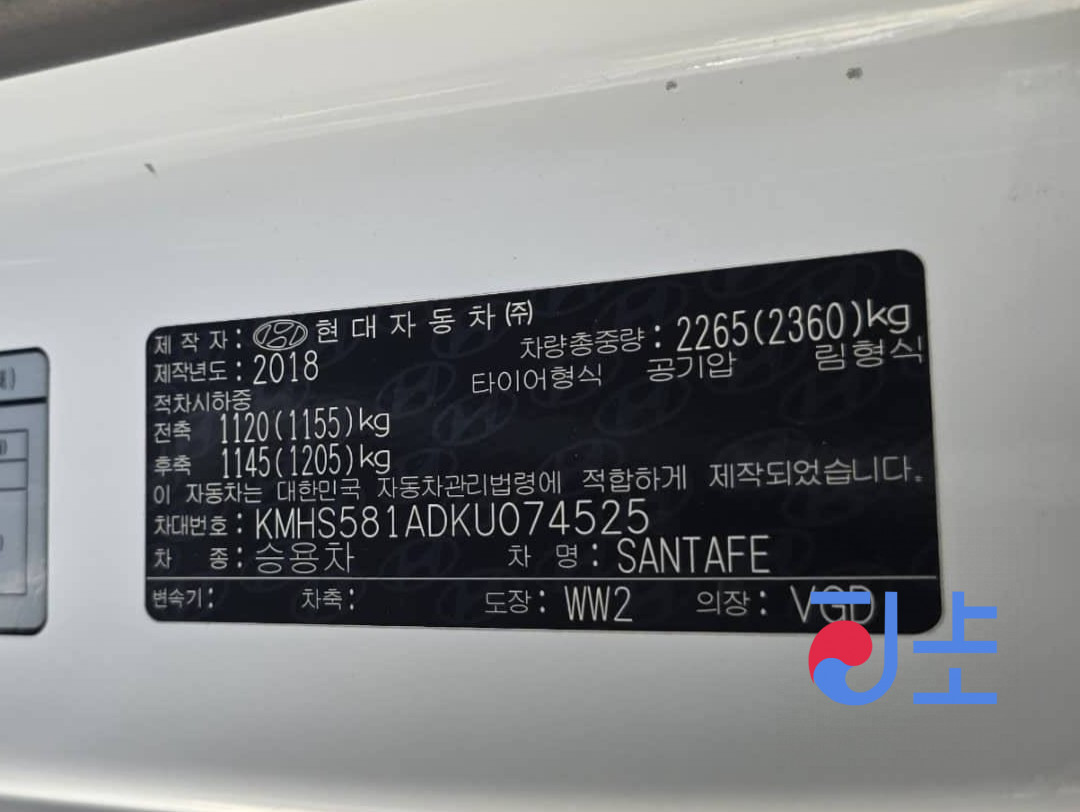 제 작 자 : 현 대 자 동 차 (주)
제작년도 : 2018
차량총중량 : 2265(2360)kg
타이어형식 공기압 림형식
적차시하중
전축 1120(1155)kg
후축 1145(1205)kg
이 자동차는 대한민국 자동차관리법령에 적합하게 제작되었습니다.
차대번호 : KMHS581ADKU074525
차 종 : 승용차 차 명 : SANTAFE
변속기 : 차축 : 도장 : WW2 의장 : VGD